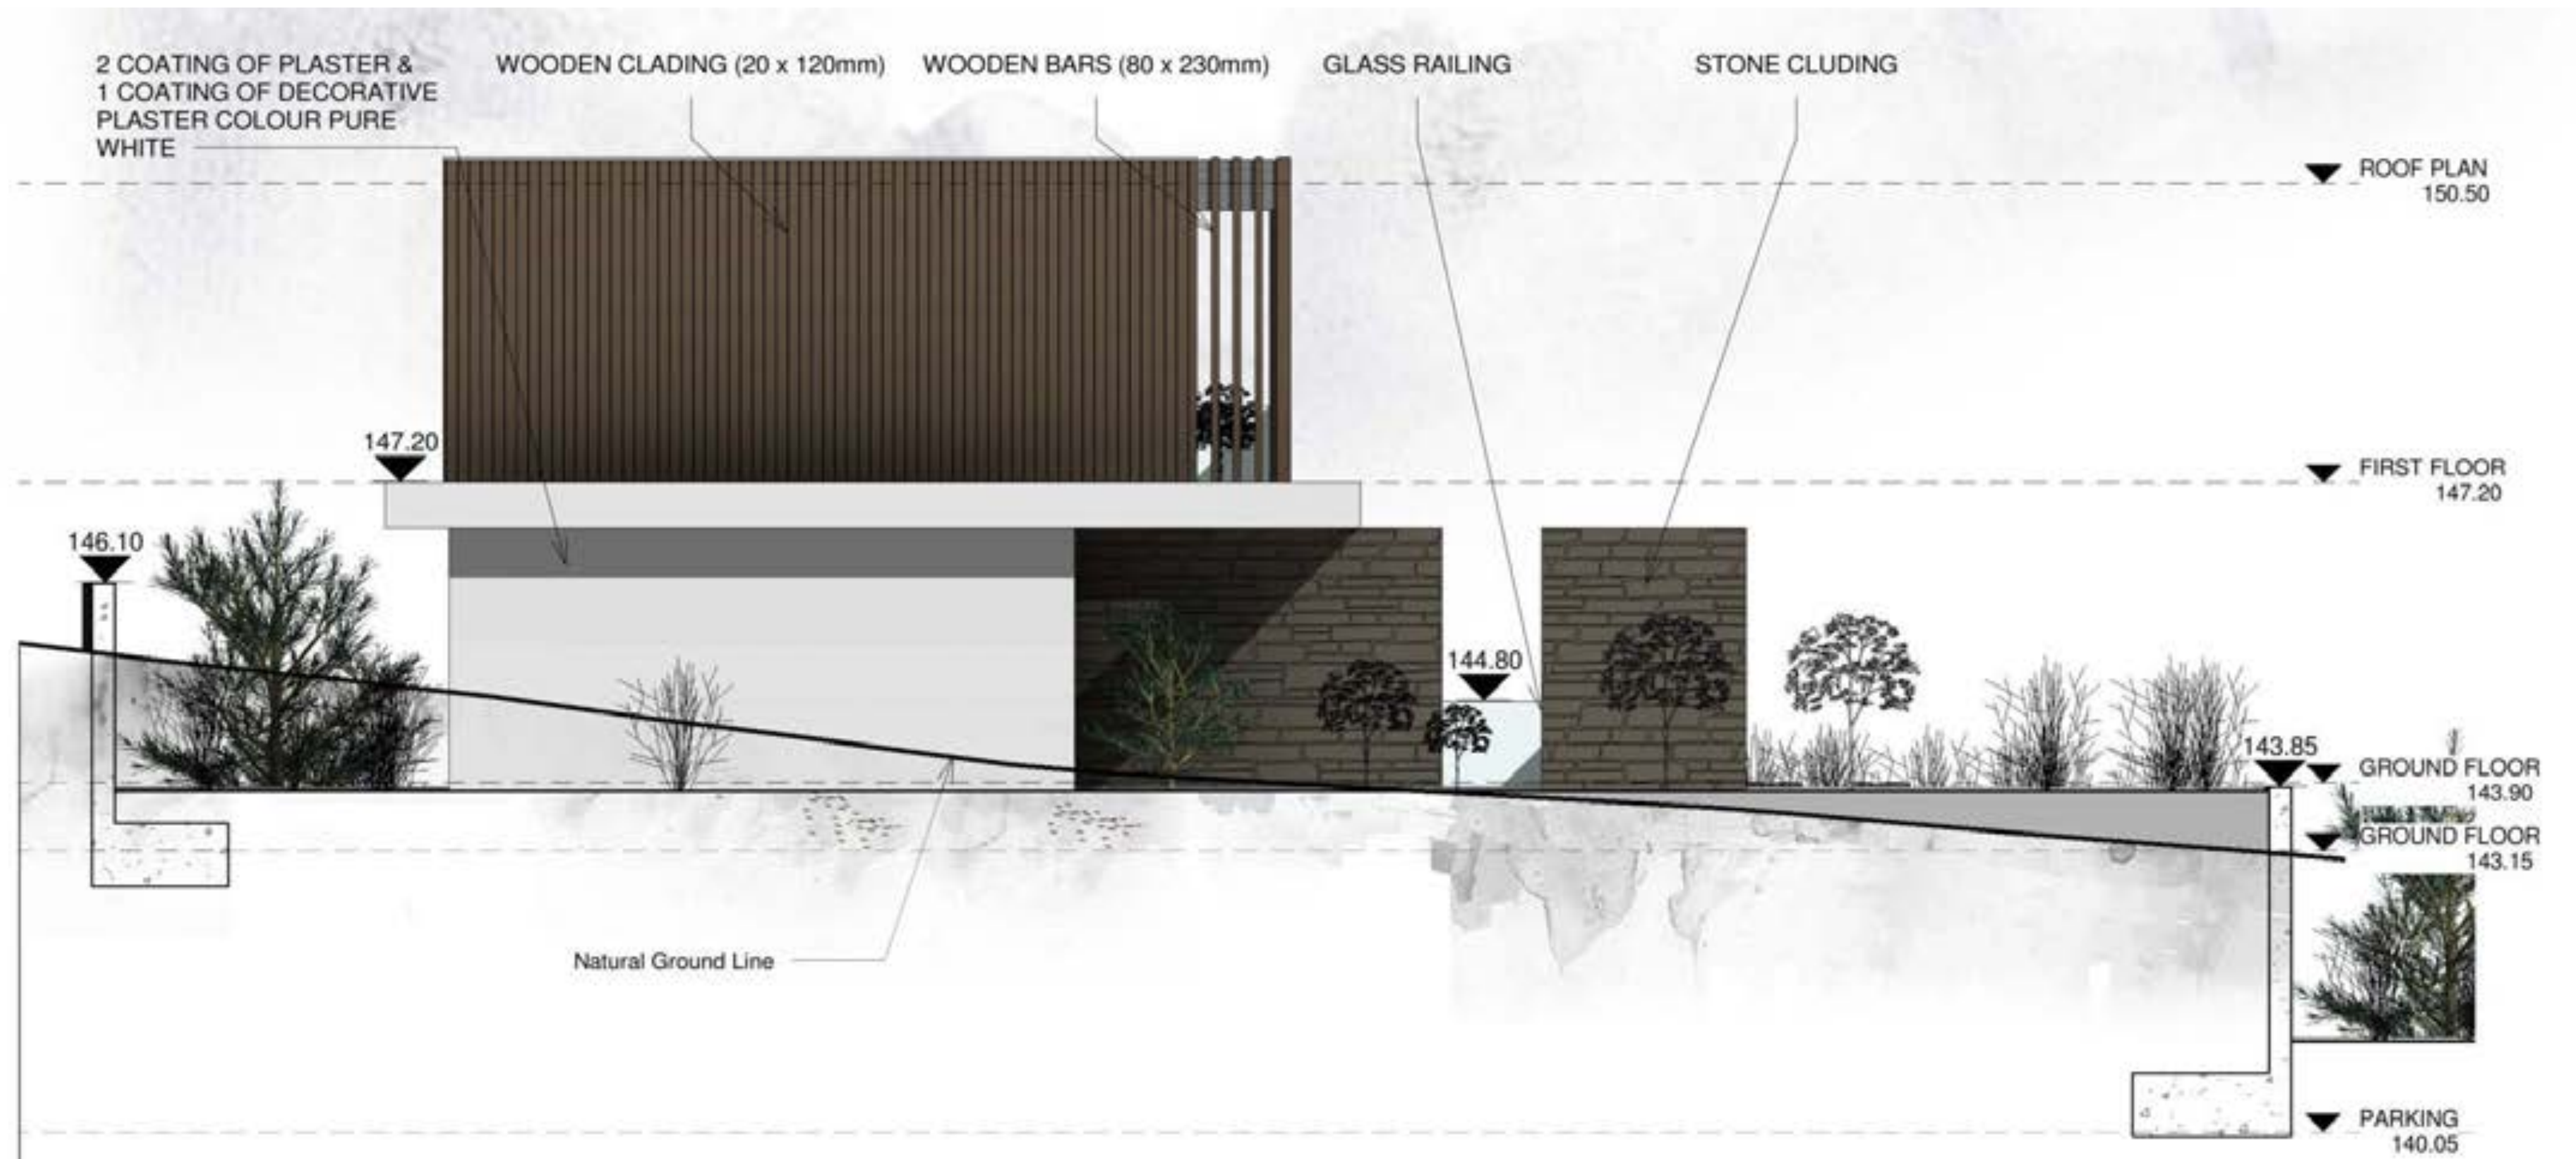 2 COATING OF PLASTER &
1 COATING OF DECORATIVE
PLASTER COLOUR PURE
WHITE
WOODEN CLADING (20 x 120mm)
WOODEN BARS (80 x 230mm)
GLASS RAILING
STONE CLUDING
ROOF PLAN
150.50
147.20
FIRST FLOOR
147.20
146.10
144.80
143.85
GROUND FLOOR
143.90
GROUND FLOOR
143.15
Natural Ground Line
PARKING
140.05